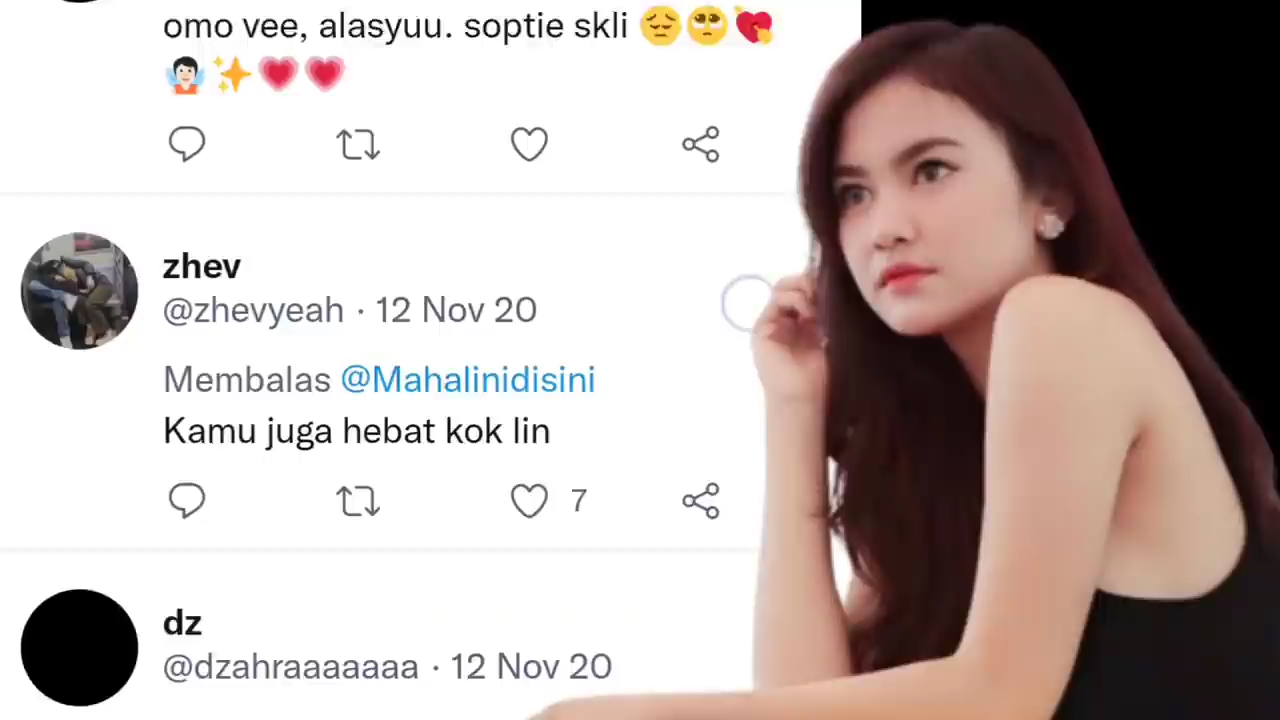 omo vee, alasyuu. soptie skli 😔🥺💘
🧚🏻✨💗💗
zhev
@zhevyeah · 12 Nov 20
Membalas @Mahalinidisini
Kamu juga hebat kok lin
7
dz
@dzahraaaaaaa · 12 Nov 20